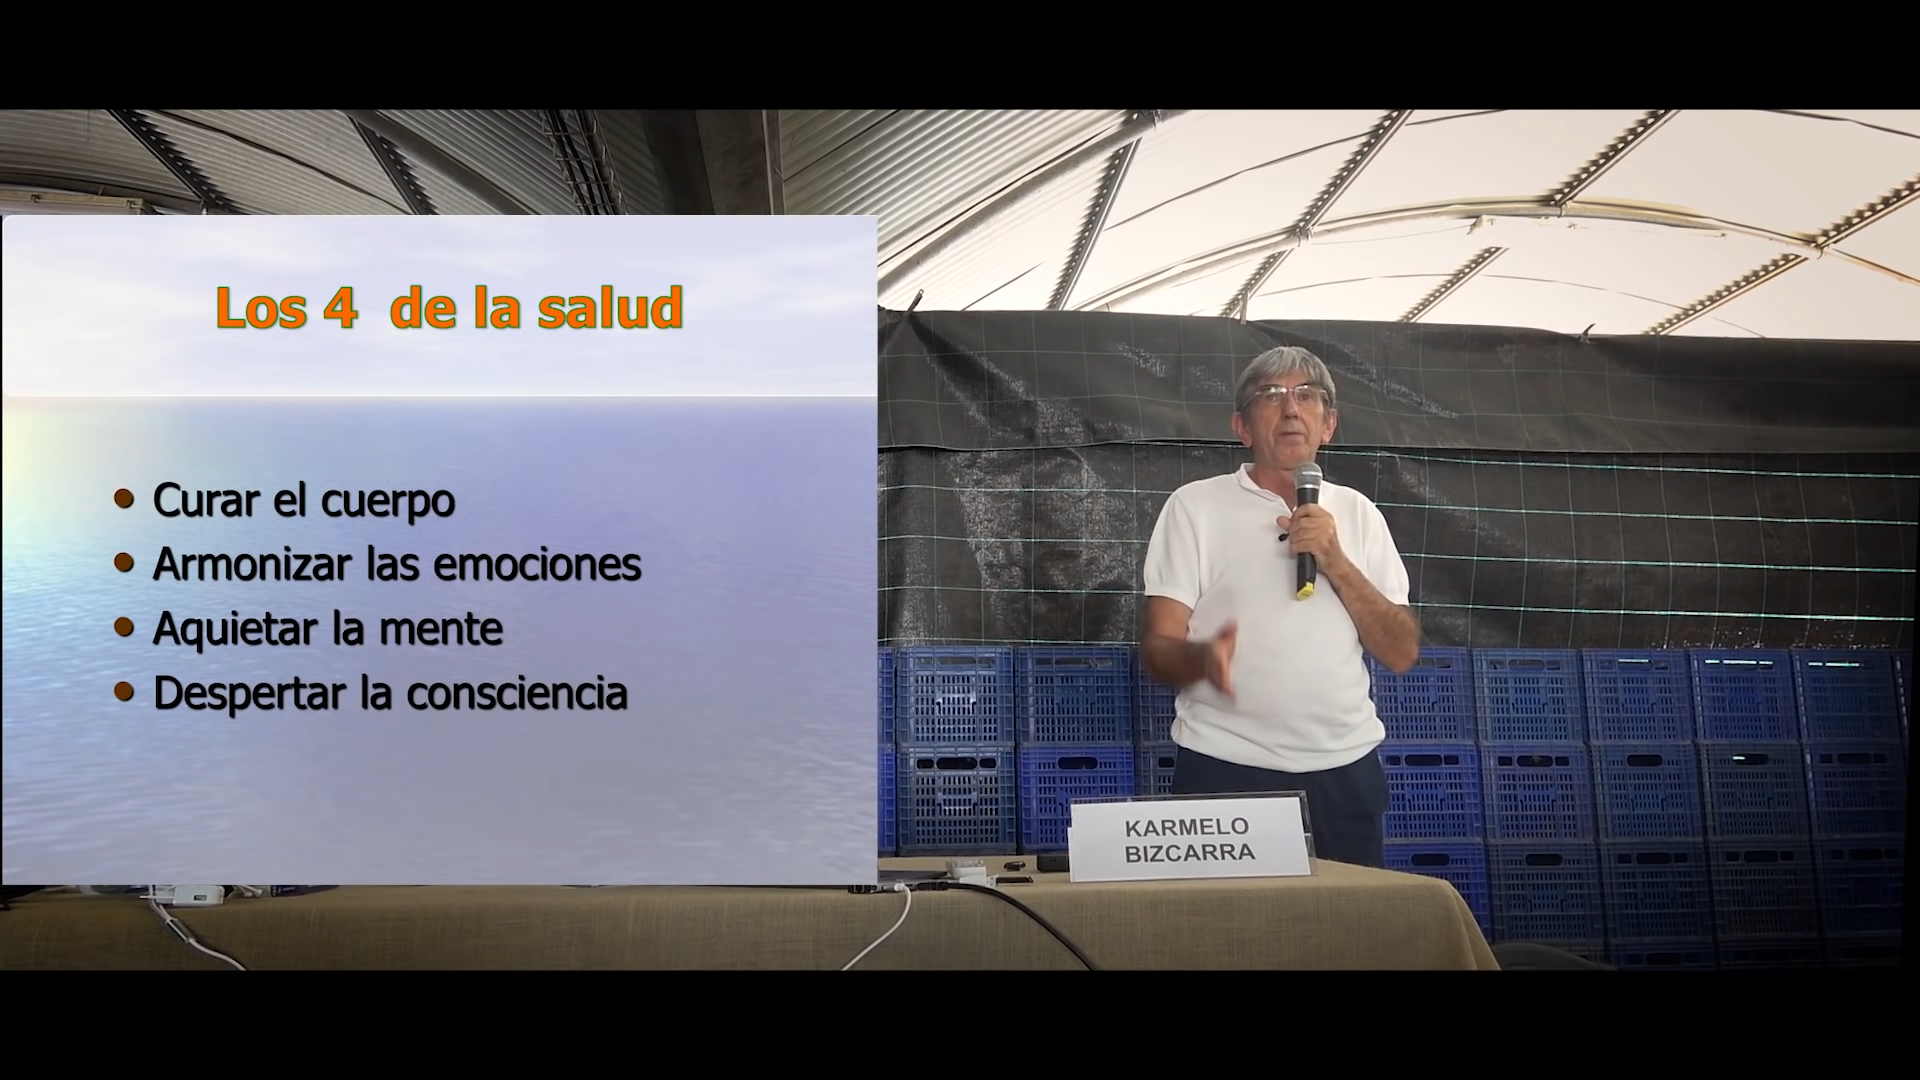 Los 4  de la salud
Curar el cuerpo
Armonizar las emociones
Aquietar la mente
Despertar la consciencia
KARMELO
BIZCARRA